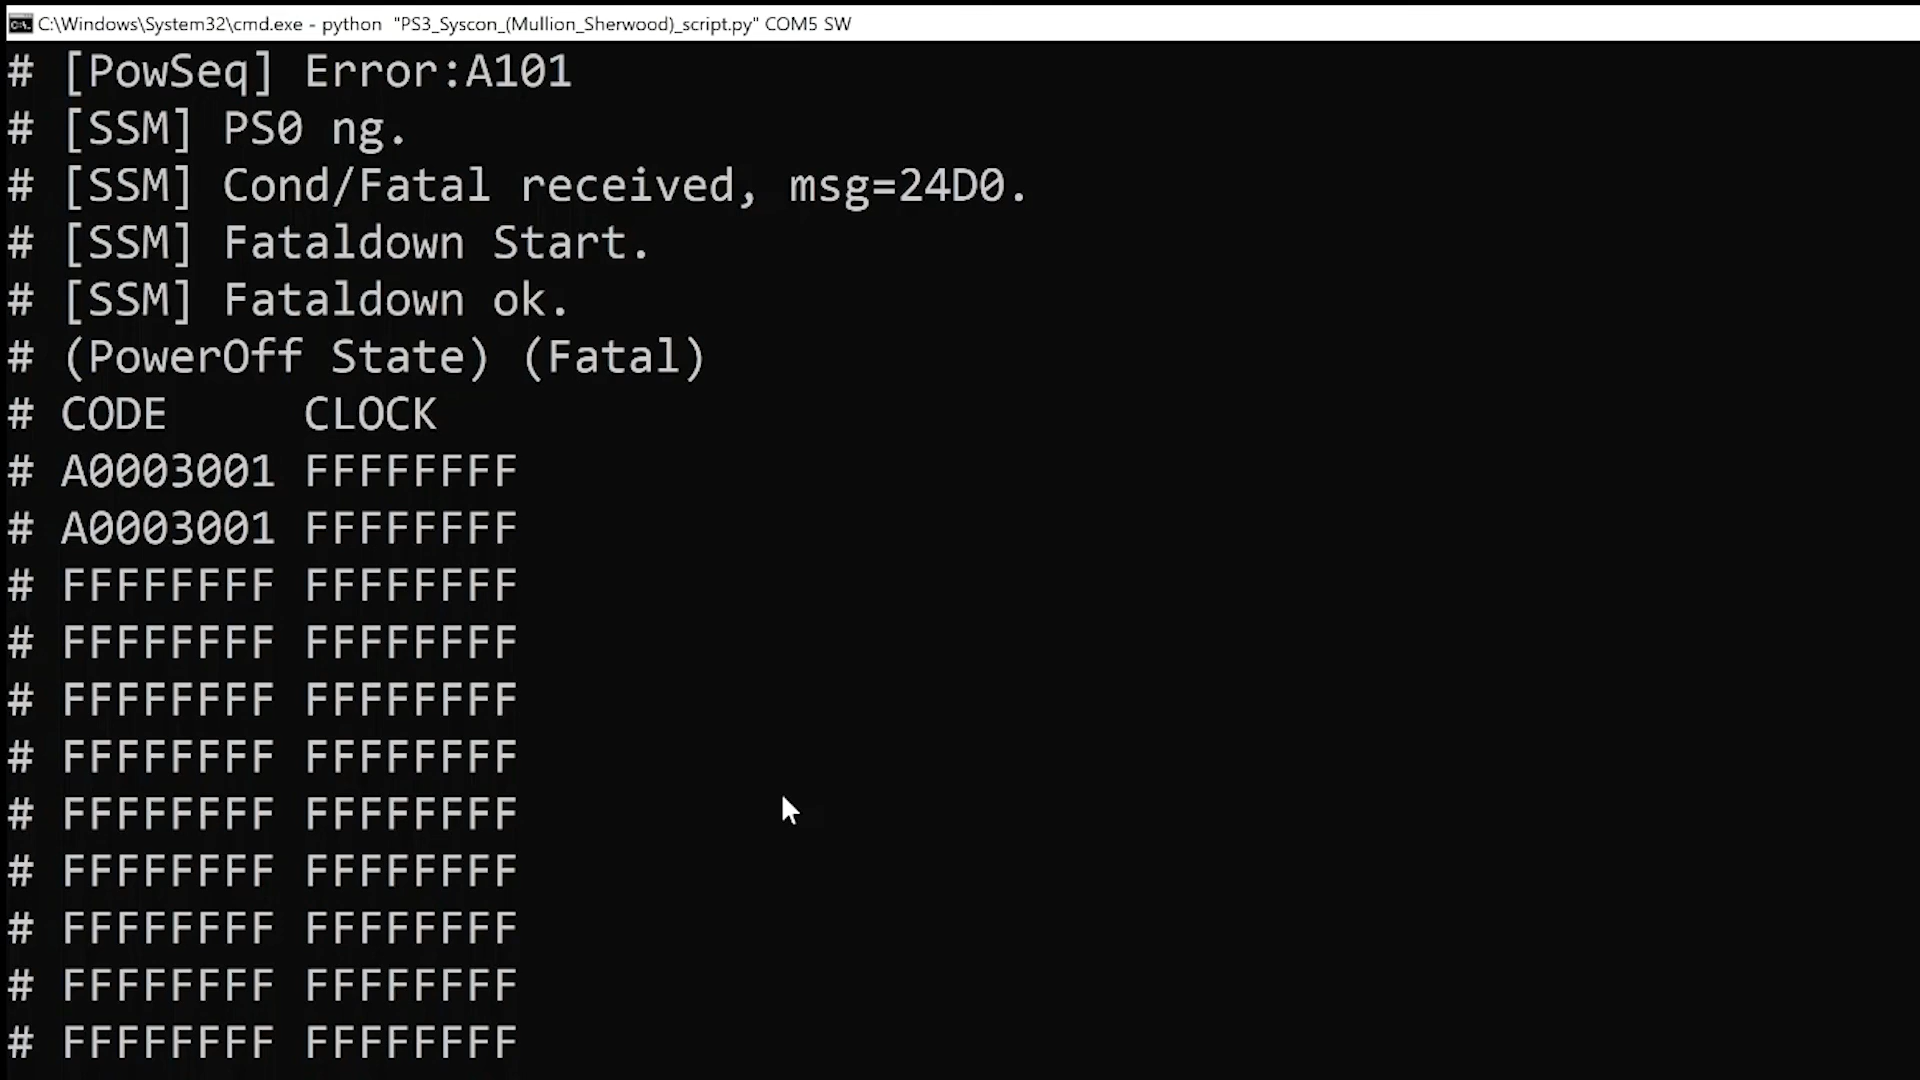 C:\Windows\System32\cmd.exe - python  "PS3_Syscon_(Mullion_Sherwood)_script.py" COM5 SW
# [PowSeq] Error:A101
# [SSM] PS0 ng.
# [SSM] Cond/Fatal received, msg=24D0.
# [SSM] Fataldown Start.
# [SSM] Fataldown ok.
# (PowerOff State) (Fatal)
# CODE     CLOCK
# A0003001 FFFFFFFF
# A0003001 FFFFFFFF
# FFFFFFFF FFFFFFFF
# FFFFFFFF FFFFFFFF
# FFFFFFFF FFFFFFFF
# FFFFFFFF FFFFFFFF
# FFFFFFFF FFFFFFFF
# FFFFFFFF FFFFFFFF
# FFFFFFFF FFFFFFFF
# FFFFFFFF FFFFFFFF
# FFFFFFFF FFFFFFFF